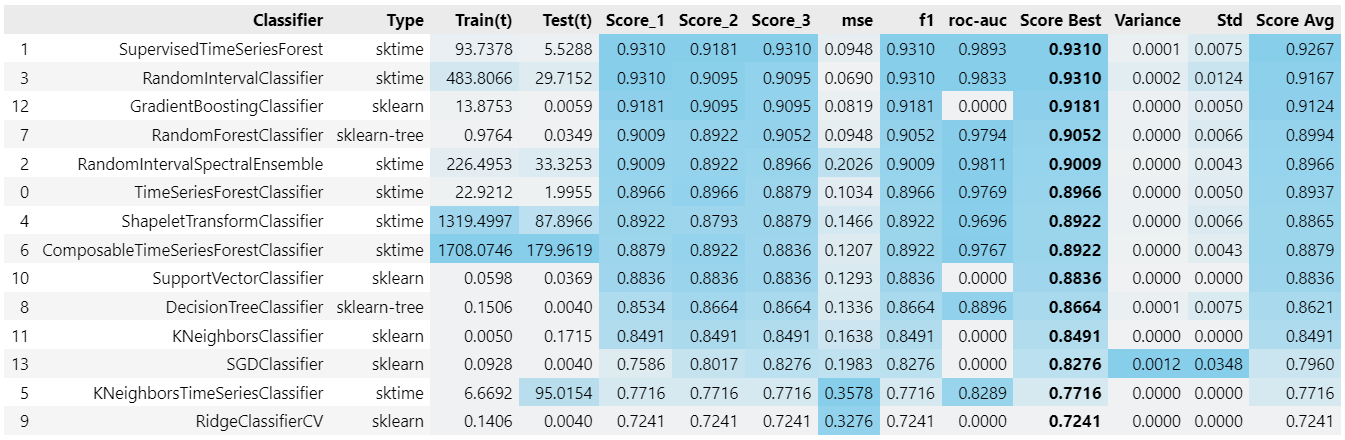 Classifier Type Train(t) Test(t) Score_1 Score_2 Score_3 mse f1 roc-auc Score Best Variance Std Score Avg
1 SupervisedTimeSeriesForest sktime 93.7378 5.5288 0.9310 0.9181 0.9310 0.0948 0.9310 0.9893 0.9310 0.0001 0.0075 0.9267
3 RandomIntervalClassifier sktime 483.8066 29.7152 0.9310 0.9095 0.9095 0.0690 0.9310 0.9833 0.9310 0.0002 0.0124 0.9167
12 GradientBoostingClassifier sklearn 13.8753 0.0059 0.9181 0.9095 0.9095 0.0819 0.9181 0.0000 0.9181 0.0000 0.0050 0.9124
7 RandomForestClassifier sklearn-tree 0.9764 0.0349 0.9009 0.8922 0.9052 0.0948 0.9052 0.9794 0.9052 0.0000 0.0066 0.8994
2 RandomIntervalSpectralEnsemble sktime 226.4953 33.3253 0.9009 0.8922 0.8966 0.2026 0.9009 0.9811 0.9009 0.0000 0.0043 0.8966
0 TimeSeriesForestClassifier sktime 22.9212 1.9955 0.8966 0.8966 0.8879 0.1034 0.8966 0.9769 0.8966 0.0000 0.0050 0.8937
4 ShapeletTransformClassifier sktime 1319.4997 87.8966 0.8922 0.8793 0.8879 0.1466 0.8922 0.9696 0.8922 0.0000 0.0066 0.8865
6 ComposableTimeSeriesForestClassifier sktime 1708.0746 179.9619 0.8879 0.8922 0.8836 0.1207 0.8922 0.9767 0.8922 0.0000 0.0043 0.8879
10 SupportVectorClassifier sklearn 0.0598 0.0369 0.8836 0.8836 0.8836 0.1293 0.8836 0.0000 0.8836 0.0000 0.0000 0.8836
8 DecisionTreeClassifier sklearn-tree 0.1506 0.0040 0.8534 0.8664 0.8664 0.1336 0.8664 0.8896 0.8664 0.0001 0.0075 0.8621
11 KNeighborsClassifier sklearn 0.0050 0.1715 0.8491 0.8491 0.8491 0.1638 0.8491 0.0000 0.8491 0.0000 0.0000 0.8491
13 SGDClassifier sklearn 0.0928 0.0040 0.7586 0.8017 0.8276 0.1983 0.8276 0.0000 0.8276 0.0012 0.0348 0.7960
5 KNeighborsTimeSeriesClassifier sktime 6.6692 95.0154 0.7716 0.7716 0.7716 0.3578 0.7716 0.8289 0.7716 0.0000 0.0000 0.7716
9 RidgeClassifierCV sklearn 0.1406 0.0040 0.7241 0.7241 0.7241 0.3276 0.7241 0.0000 0.7241 0.0000 0.0000 0.7241